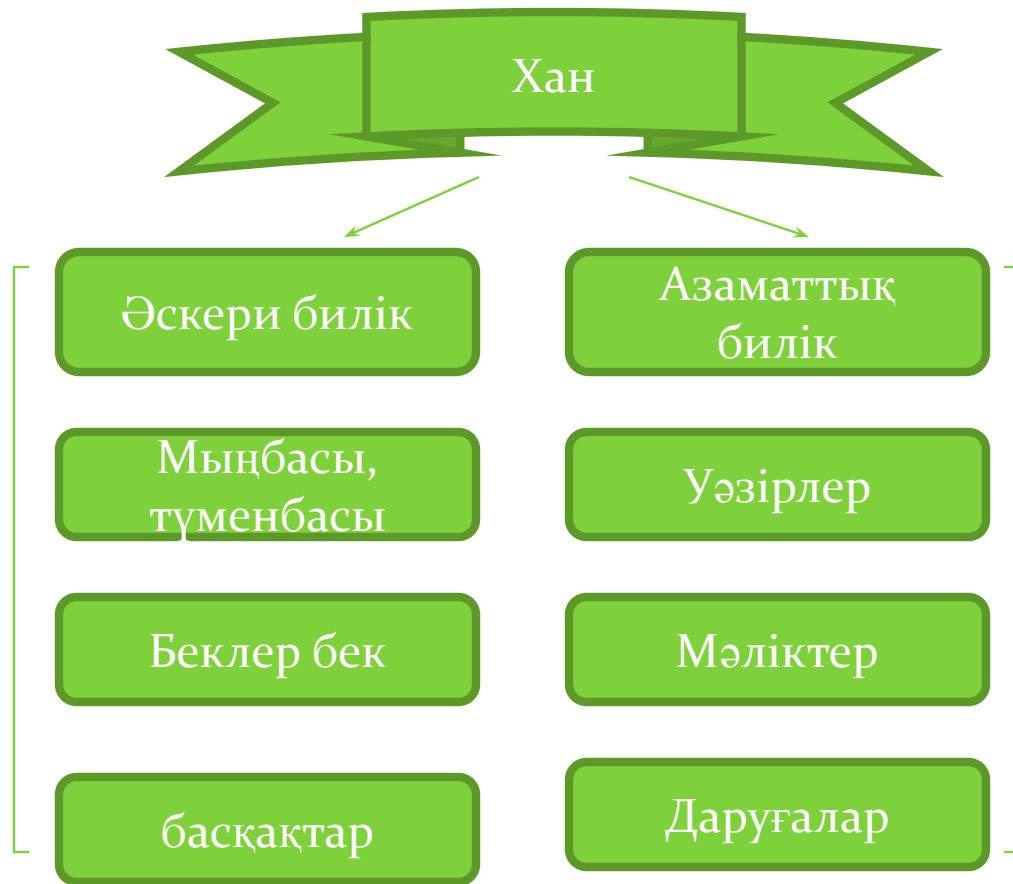 Хан
Әскери билік
Азаматтық
билік
Мыңбасы,
түменбасы
Уәзірлер
Беклер бек
Мәліктер
басқақтар
Даруғалар